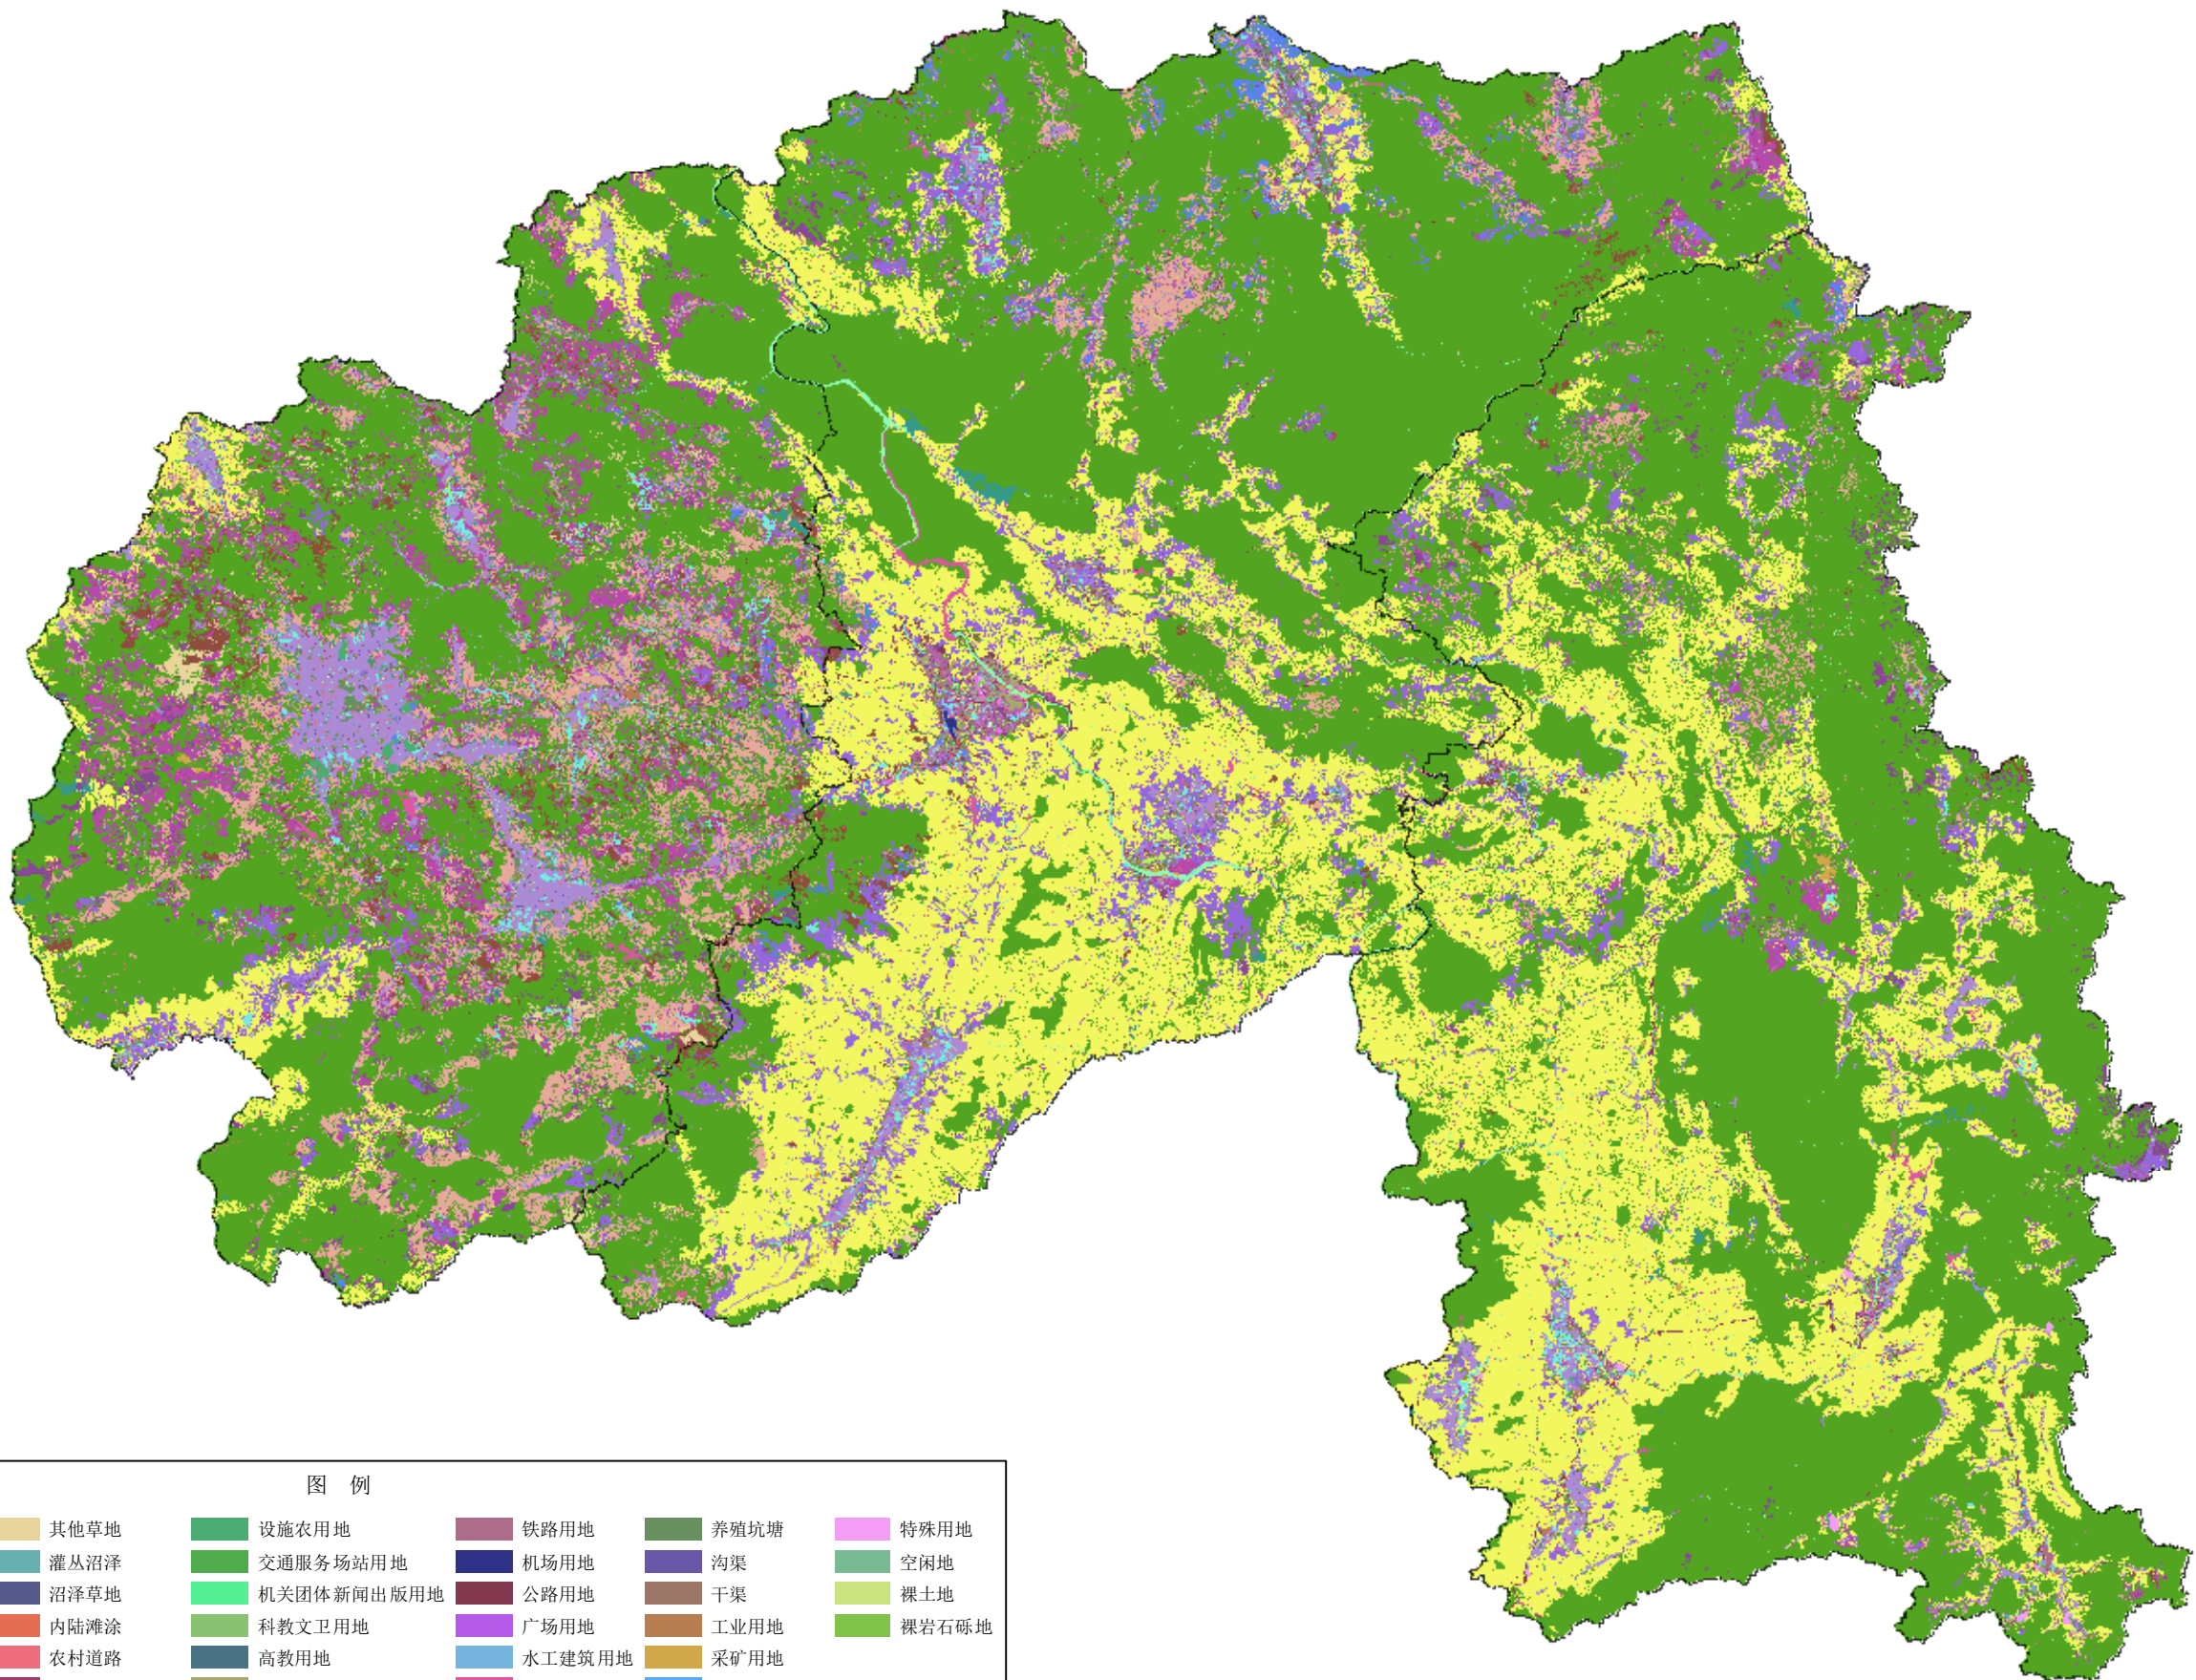 图 例
其他草地 设施农用地 铁路用地 养殖坑塘 特殊用地
灌丛沼泽 交通服务场站用地 机场用地 沟渠 空闲地
沼泽草地 机关团体新闻出版用地 公路用地 干渠 裸土地
内陆滩涂 科教文卫用地 广场用地 工业用地 裸岩石砾地
农村道路 高教用地 水工建筑用地 采矿用地